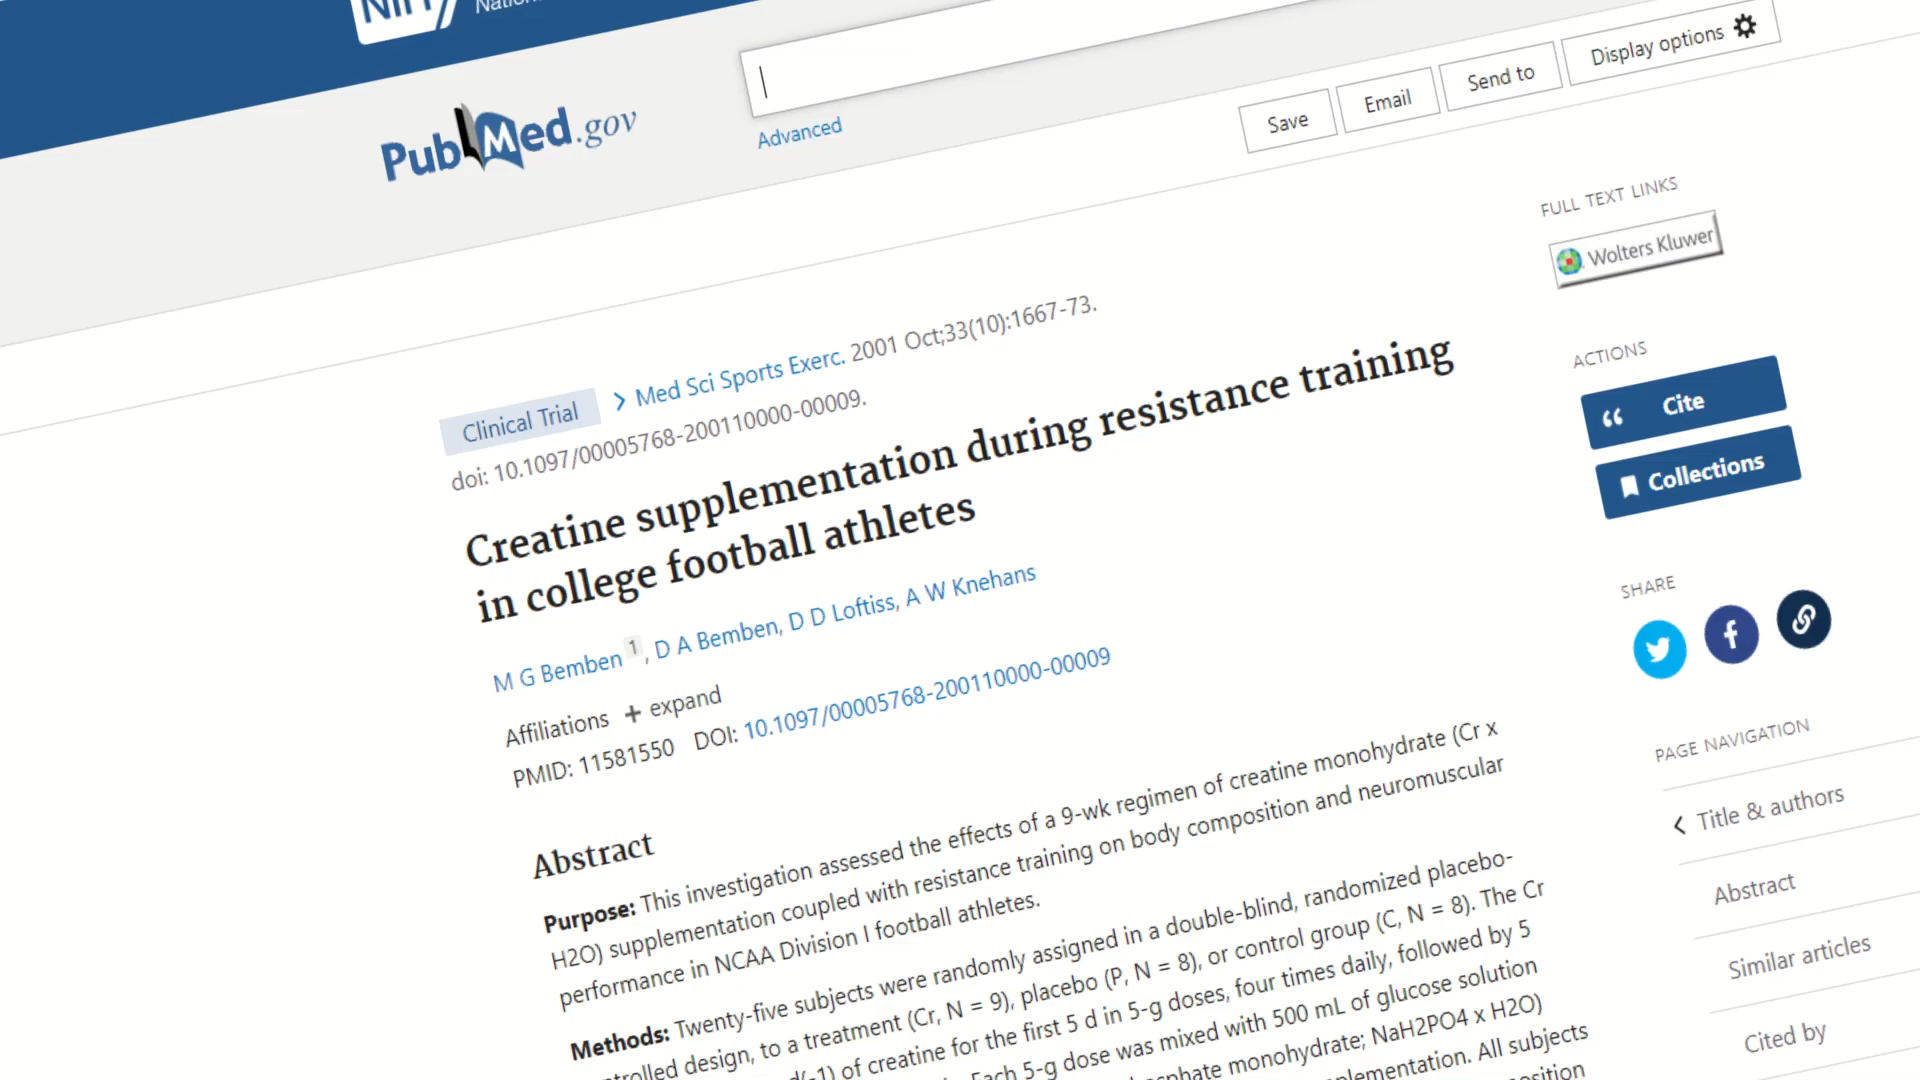 NIH
PubMed.gov
Advanced
Save
Email
Send to
Display options
FULL TEXT LINKS
Wolters Kluwer
Clinical Trial
> Med Sci Sports Exerc. 2001 Oct;33(10):1667-73.
doi: 10.1097/00005768-200110000-00009.
Creatine supplementation during resistance training
in college football athletes
M G Bemben 1, D A Bemben, D D Loftiss, A W Knehans
Affiliations + expand
PMID: 11581550 DOI: 10.1097/00005768-200110000-00009
Abstract
Purpose: This investigation assessed the effects of a 9-wk regimen of creatine monohydrate (Cr x
H2O) supplementation coupled with resistance training on body composition and neuromuscular
performance in NCAA Division I football athletes.
Methods: Twenty-five subjects were randomly assigned in a double-blind, randomized placebo-
design, to a treatment (Cr, N = 9), placebo (P, N = 8), or control group (C, N = 8). The Cr
of creatine for the first 5 d in 5-g doses, four times daily, followed by 5
Each 5-g dose was mixed with 500 mL of glucose solution
monohydrate; NaH2PO4 x H2O)
All subjects
ACTIONS
Cite
Collections
SHARE
PAGE NAVIGATION
Title & authors
Abstract
Similar articles
Cited by